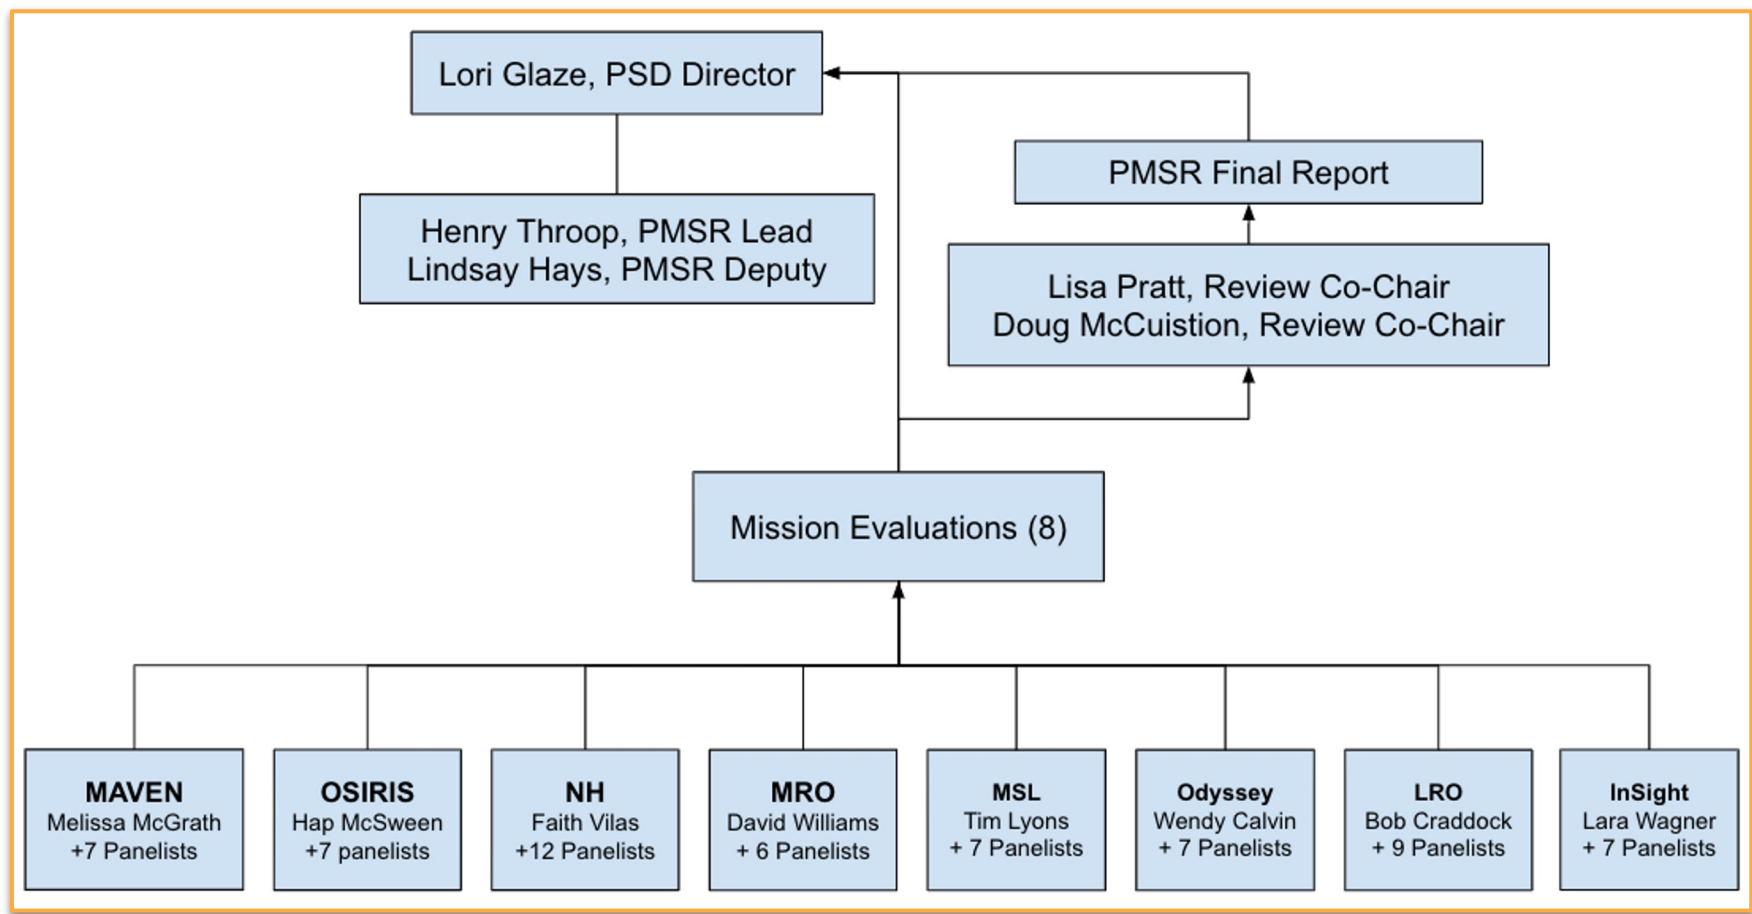 Lori Glaze, PSD Director
PMSR Final Report
Henry Throop, PMSR Lead
Lindsay Hays, PMSR Deputy
Lisa Pratt, Review Co-Chair
Doug McCuistion, Review Co-Chair
Mission Evaluations (8)
MAVEN
Melissa McGrath
+7 Panelists
OSIRIS
Hap McSween
+7 panelists
NH
Faith Vilas
+12 Panelists
MRO
David Williams
+ 6 Panelists
MSL
Tim Lyons
+ 7 Panelists
Odyssey
Wendy Calvin
+ 7 Panelists
LRO
Bob Craddock
+ 9 Panelists
InSight
Lara Wagner
+ 7 Panelists